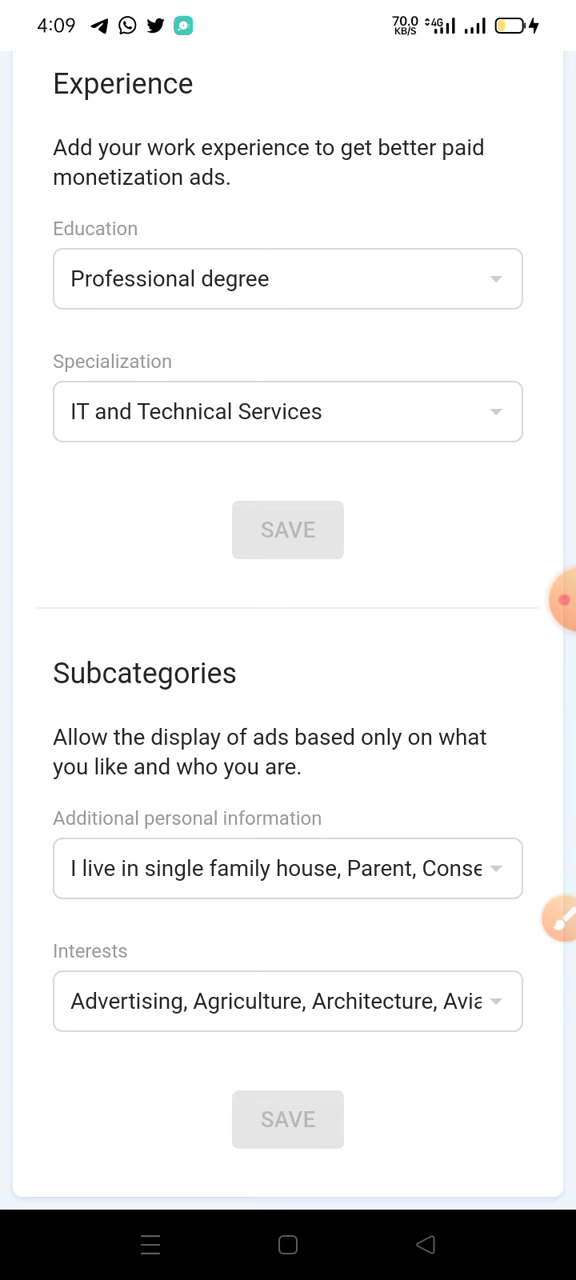 4:09
70.0 KB/S 4G
Experience
Add your work experience to get better paid
monetization ads.
Education
Professional degree
Specialization
IT and Technical Services
SAVE
Subcategories
Allow the display of ads based only on what
you like and who you are.
Additional personal information
I live in single family house, Parent, Conse
Interests
Advertising, Agriculture, Architecture, Avia
SAVE